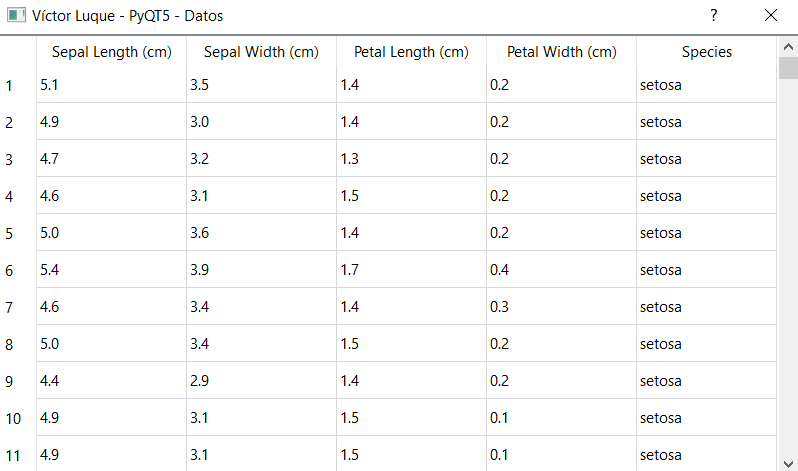 Víctor Luque - PyQT5 - Datos ?
Sepal Length (cm) Sepal Width (cm) Petal Length (cm) Petal Width (cm) Species
1 5.1 3.5 1.4 0.2 setosa
2 4.9 3.0 1.4 0.2 setosa
3 4.7 3.2 1.3 0.2 setosa
4 4.6 3.1 1.5 0.2 setosa
5 5.0 3.6 1.4 0.2 setosa
6 5.4 3.9 1.7 0.4 setosa
7 4.6 3.4 1.4 0.3 setosa
8 5.0 3.4 1.5 0.2 setosa
9 4.4 2.9 1.4 0.2 setosa
10 4.9 3.1 1.5 0.1 setosa
11 4.9 3.1 1.5 0.1 setosa